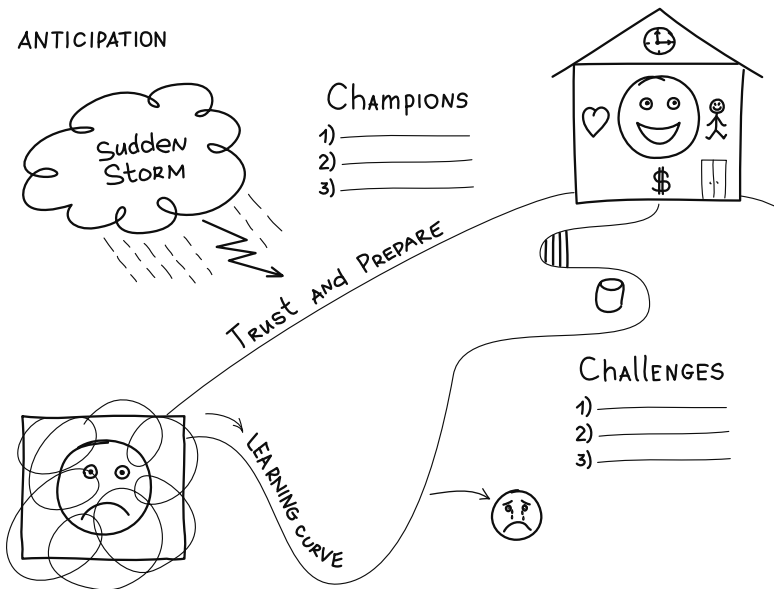 ANTICIPATION
Sudden
Storm
Champions
1)
2)
3)
$
Trust and Prepare
Challenges
1)
2)
3)
LEARNING CURVE